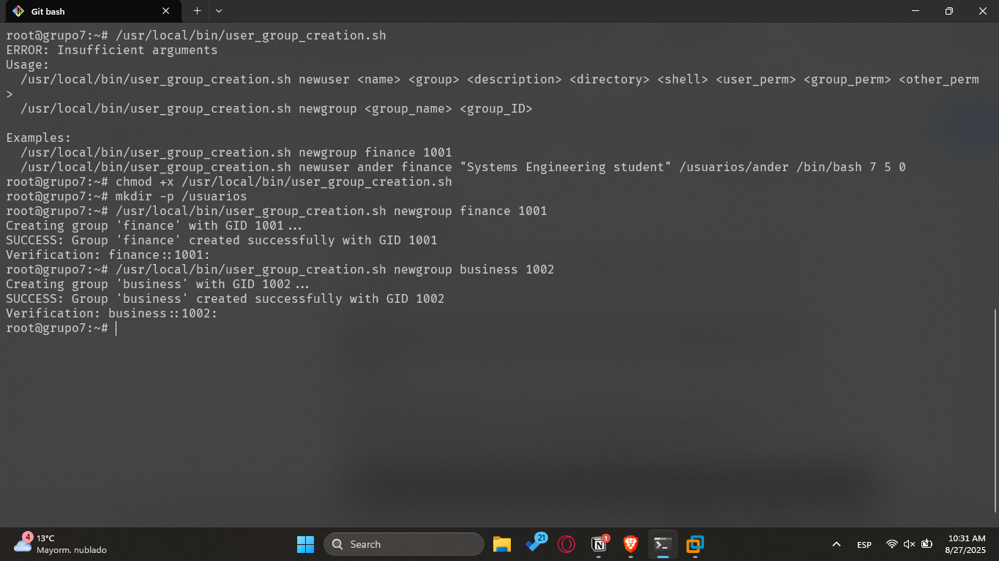 Git bash
root@grupo7:~# /usr/local/bin/user_group_creation.sh
ERROR: Insufficient arguments
Usage:
  /usr/local/bin/user_group_creation.sh newuser <name> <group> <description> <directory> <shell> <user_perm> <group_perm> <other_perm
>
  /usr/local/bin/user_group_creation.sh newgroup <group_name> <group_ID>
Examples:
  /usr/local/bin/user_group_creation.sh newgroup finance 1001
  /usr/local/bin/user_group_creation.sh newuser ander finance "Systems Engineering student" /usuarios/ander /bin/bash 7 5 0
root@grupo7:~# chmod +x /usr/local/bin/user_group_creation.sh
root@grupo7:~# mkdir -p /usuarios
root@grupo7:~# /usr/local/bin/user_group_creation.sh newgroup finance 1001
Creating group 'finance' with GID 1001...
SUCCESS: Group 'finance' created successfully with GID 1001
Verification: finance::1001:
root@grupo7:~# /usr/local/bin/user_group_creation.sh newgroup business 1002
Creating group 'business' with GID 1002...
SUCCESS: Group 'business' created successfully with GID 1002
Verification: business::1002:
root@grupo7:~#
4
13°C
Mayorm. nublado
Search
21
1
ESP
10:31 AM
8/27/2025